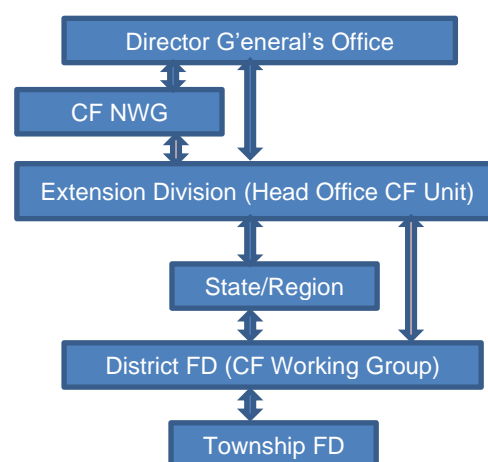 Director G'eneral's Office
CF NWG
Extension Division (Head Office CF Unit)
State/Region
District FD (CF Working Group)
Township FD